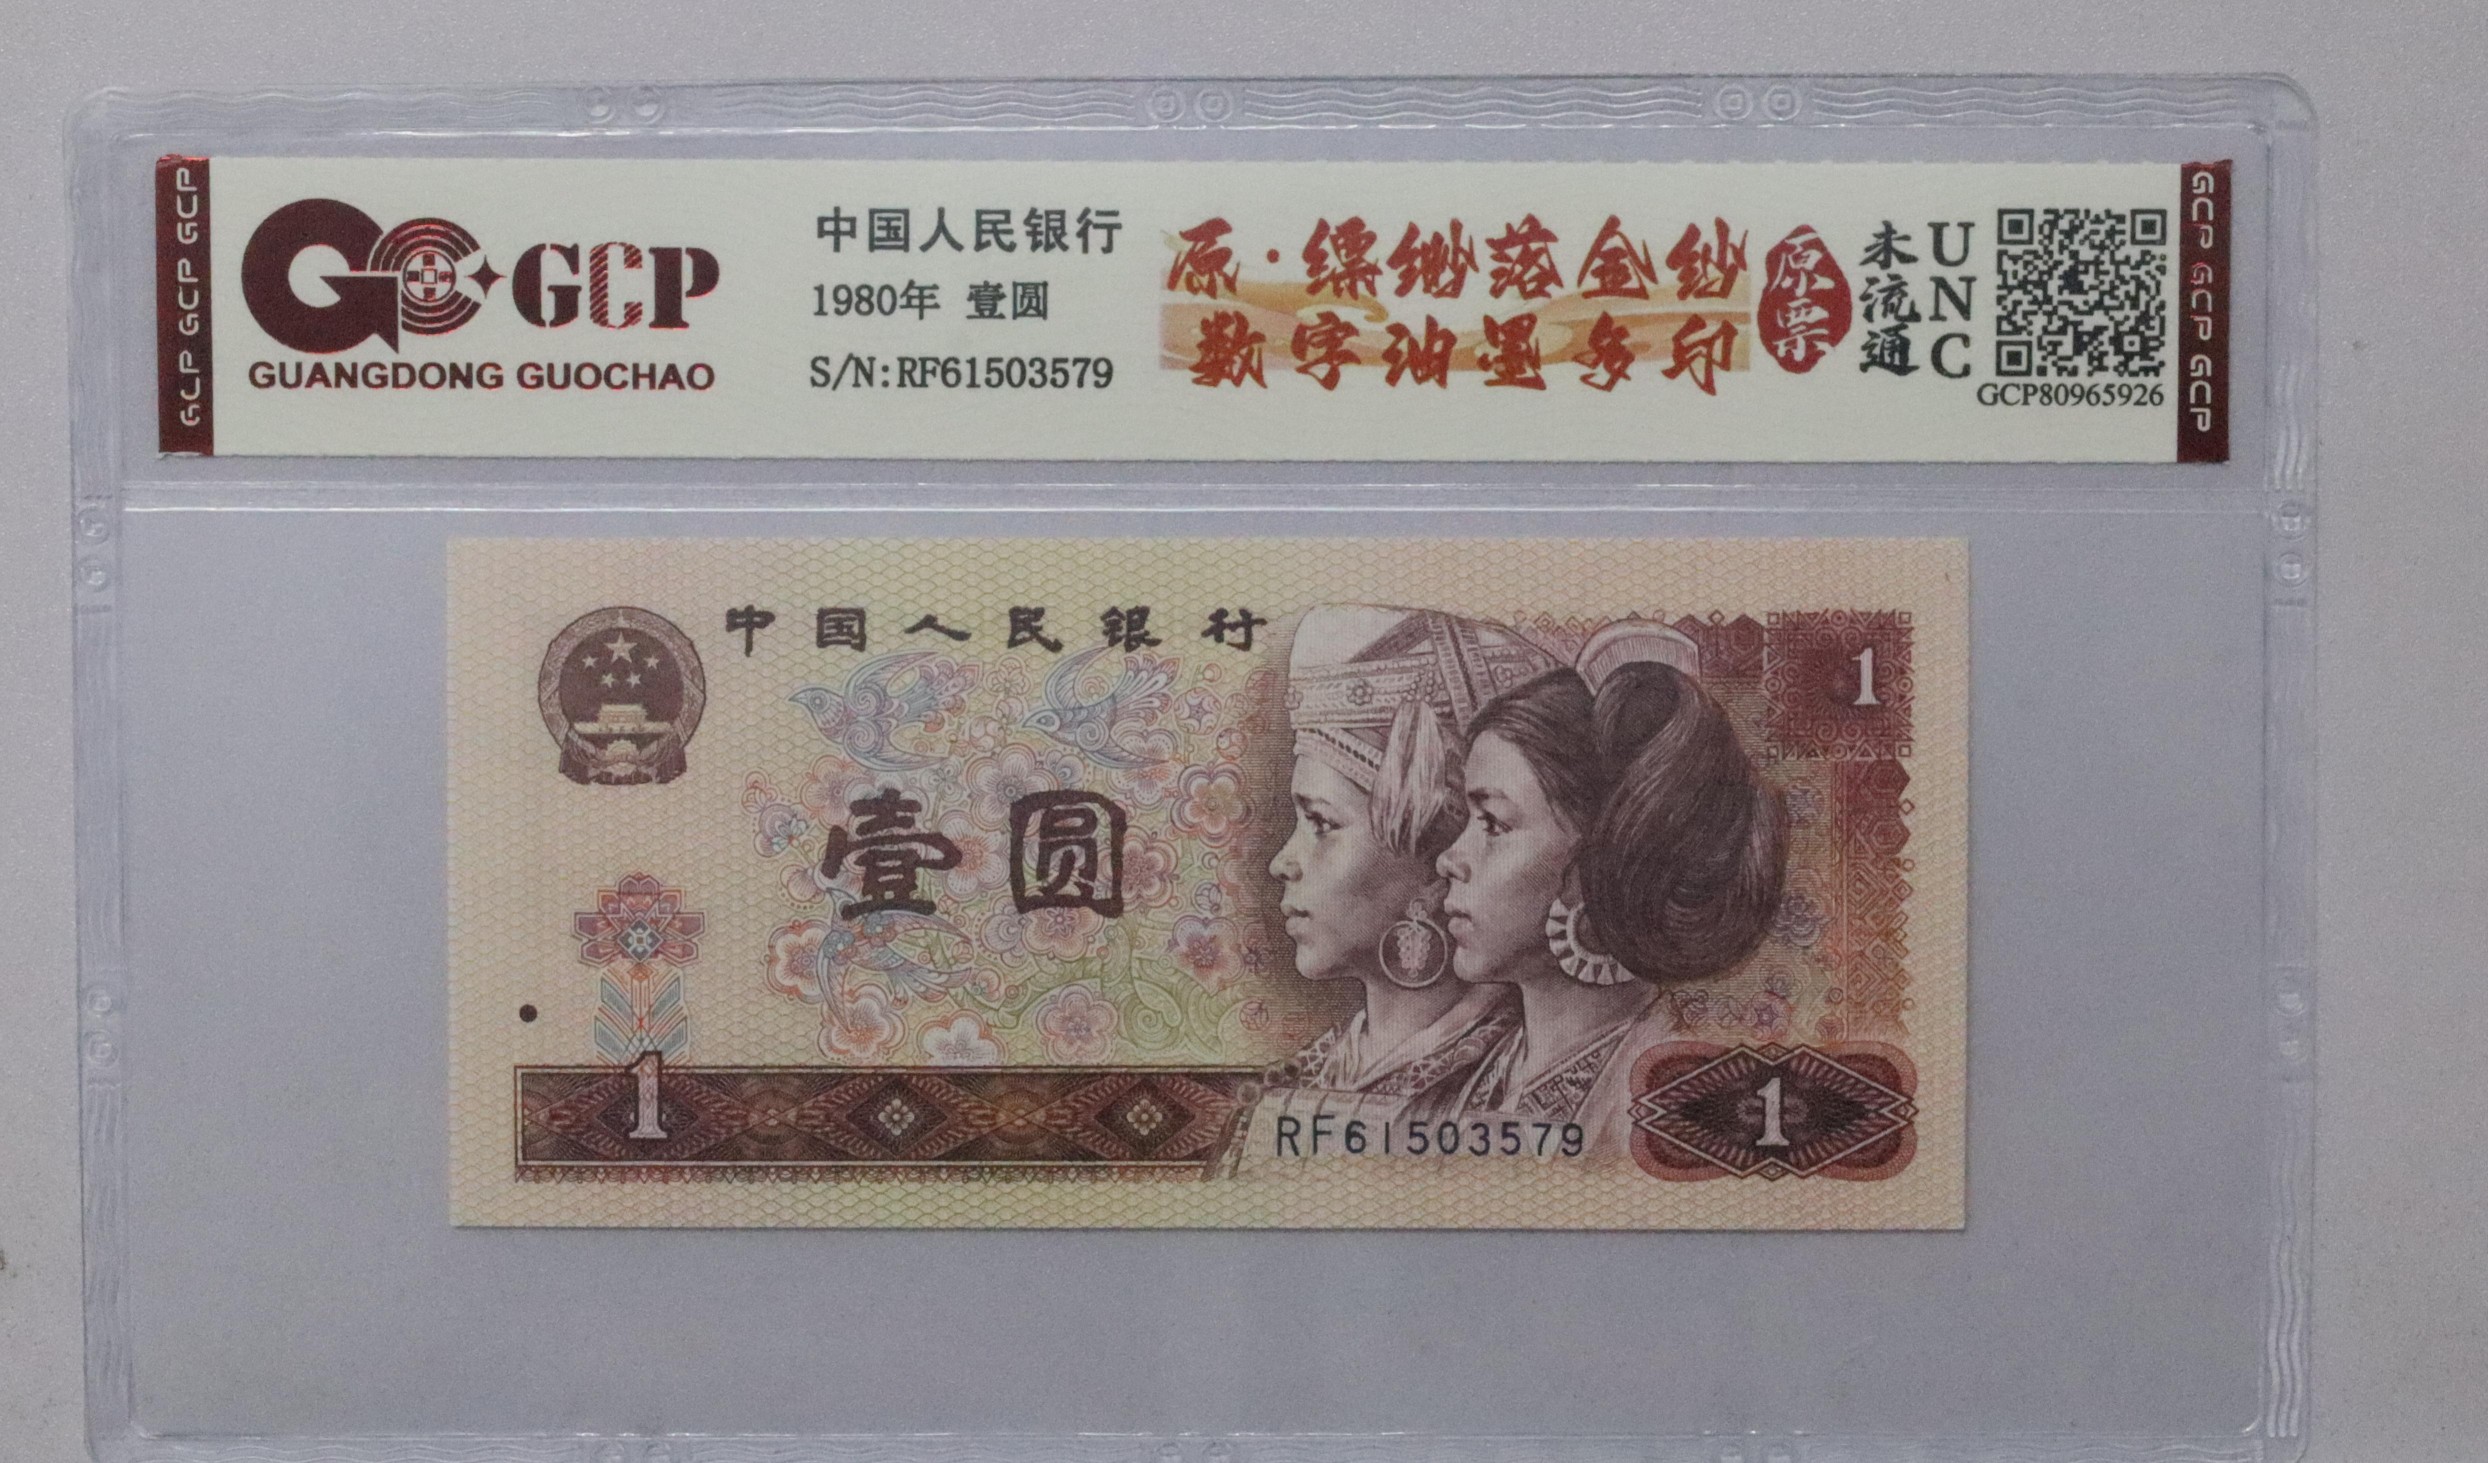 GCP GCP GCP
GCP
GUANGDONG GUOCHAO
中国人民银行
1980年 壹圆
S/N:RF61503579
原·缥缈落金纱
数字油墨多印
原票
未流通
UNC
GCP80965926
GCP GCP GCP
中国人民银行
1
壹圆
1
RF61503579
1